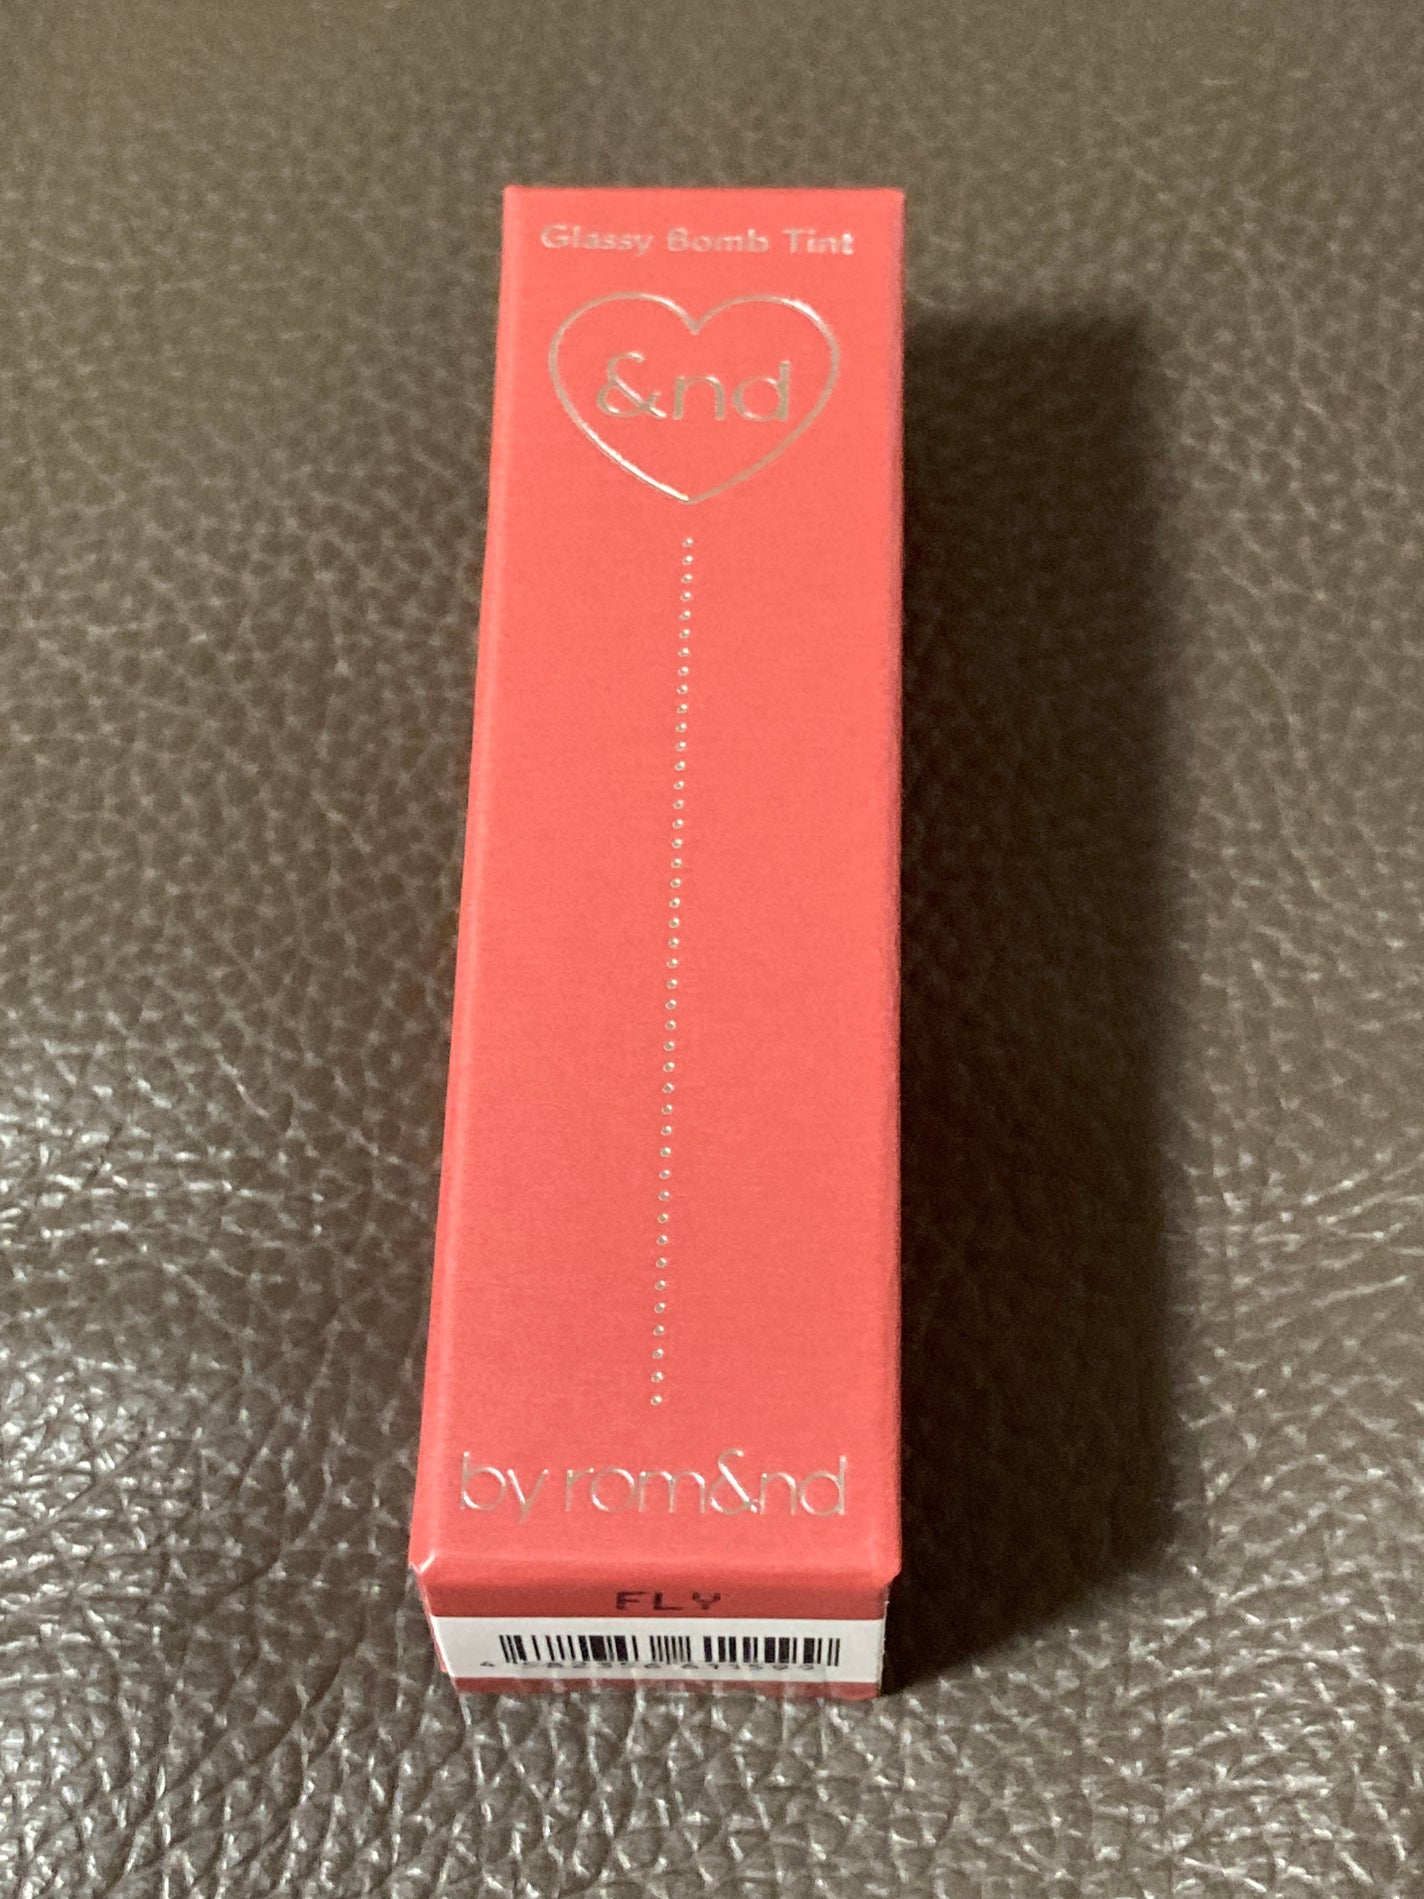 Glassy Bomb Tint
&nd
by rom&nd
FLY